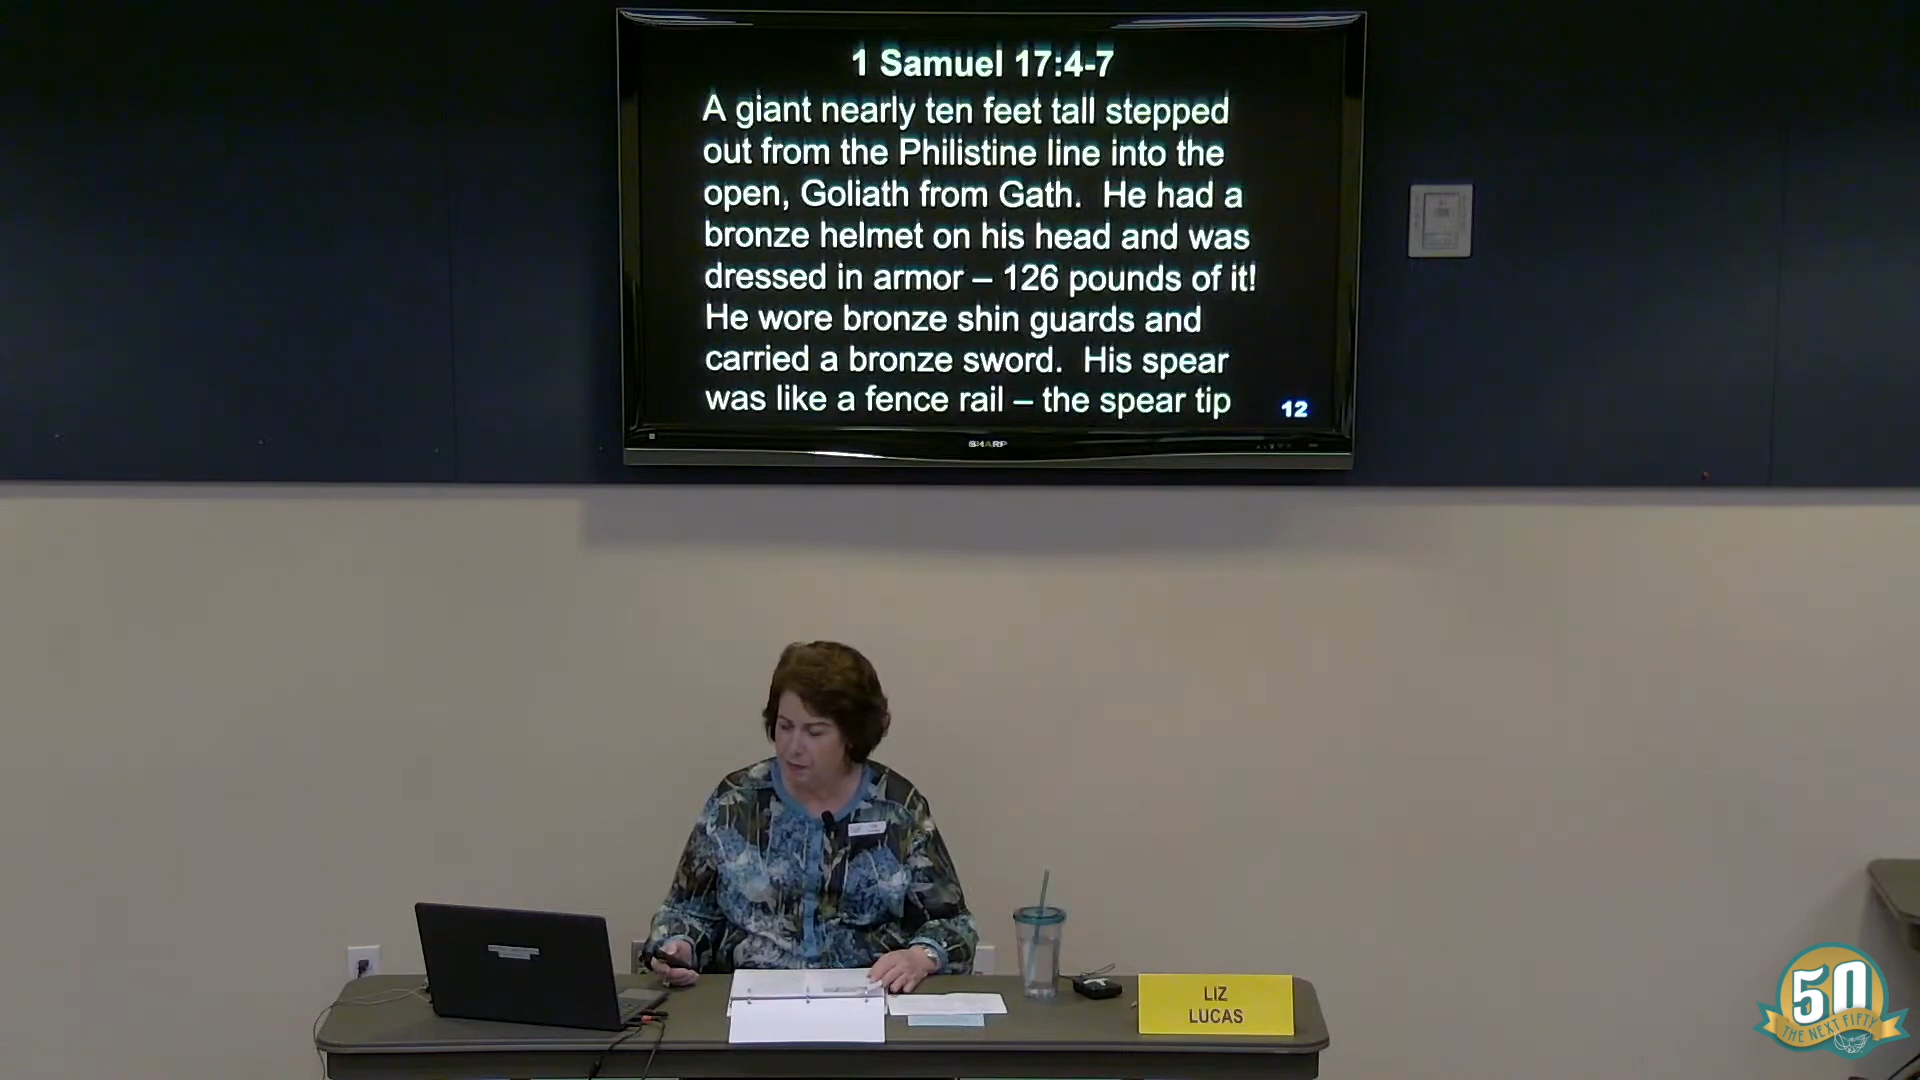 1 Samuel 17:4-7
A giant nearly ten feet tall stepped
out from the Philistine line into the
open, Goliath from Gath.  He had a
bronze helmet on his head and was
dressed in armor – 126 pounds of it!
He wore bronze shin guards and
carried a bronze sword.  His spear
was like a fence rail – the spear tip
12
SHARP
LIZ
LUCAS
50
THE NEXT FIFTY